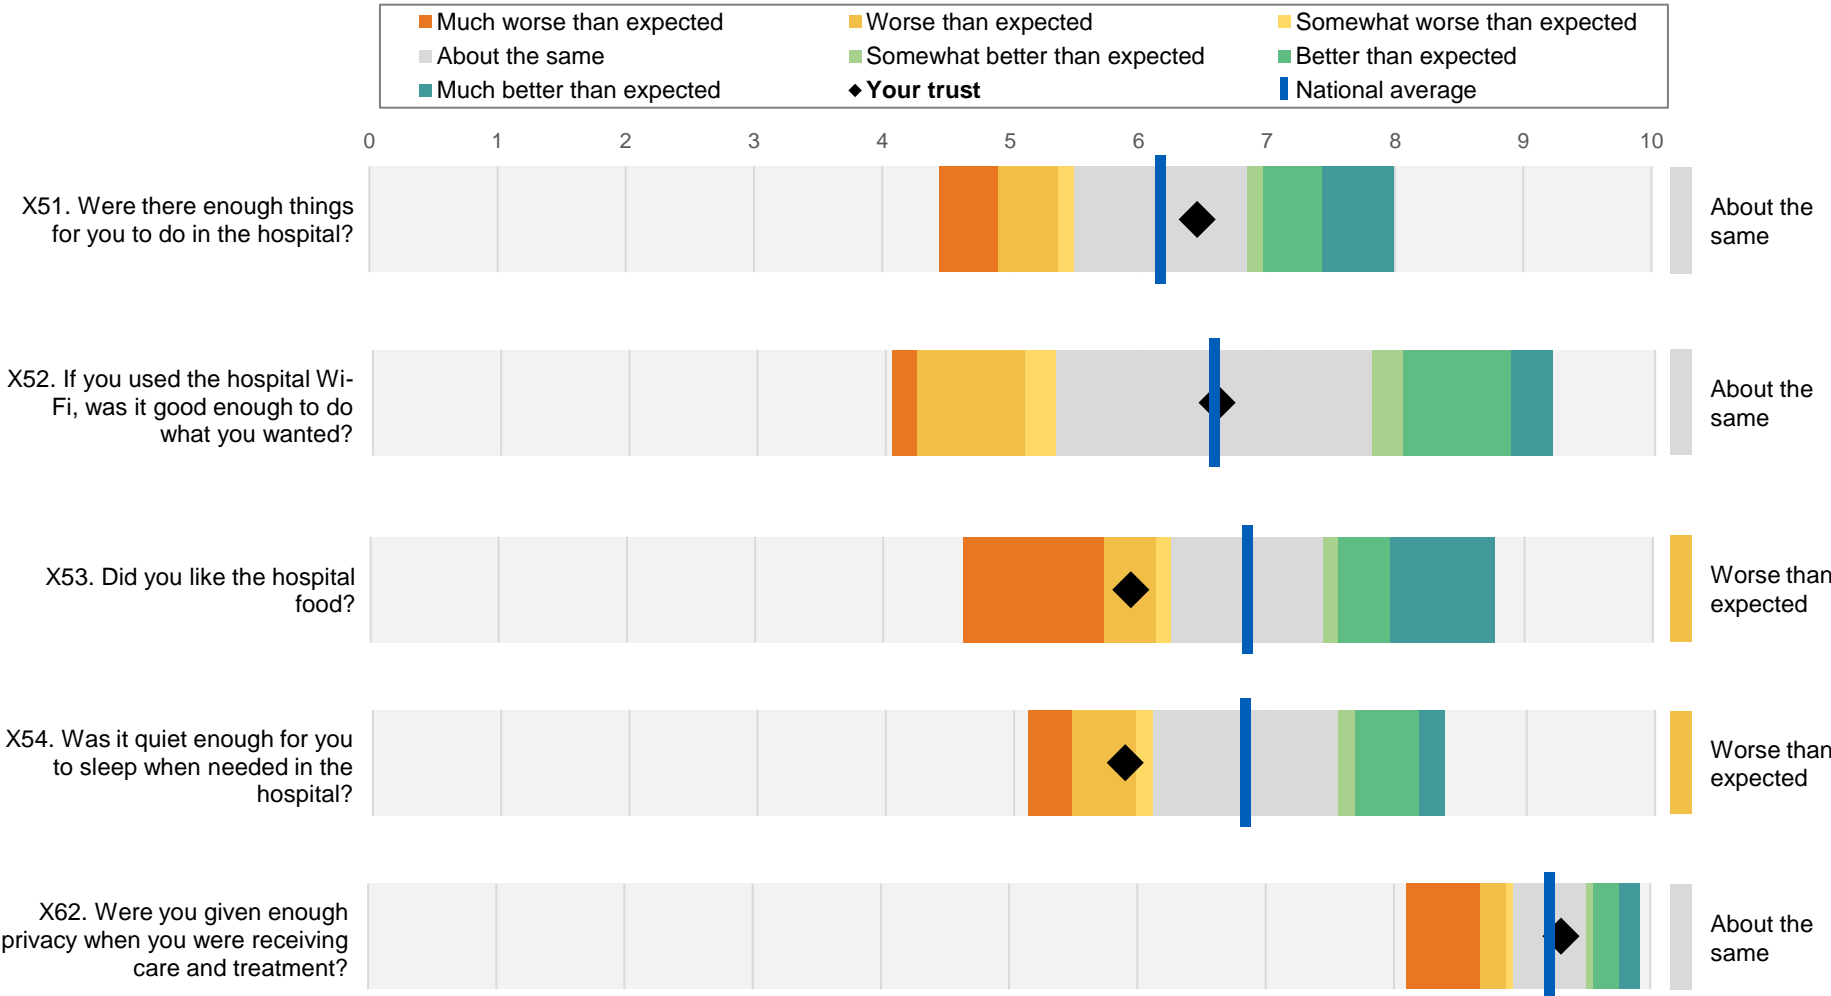 Much worse than expected
Worse than expected
Somewhat worse than expected
About the same
Somewhat better than expected
Better than expected
Much better than expected
Your trust
National average
0 1 2 3 4 5 6 7 8 9 10
X51. Were there enough things
for you to do in the hospital?
About the
same
X52. If you used the hospital Wi-
Fi, was it good enough to do
what you wanted?
About the
same
X53. Did you like the hospital
food?
Worse than
expected
X54. Was it quiet enough for you
to sleep when needed in the
hospital?
Worse than
expected
X62. Were you given enough
privacy when you were receiving
care and treatment?
About the
same